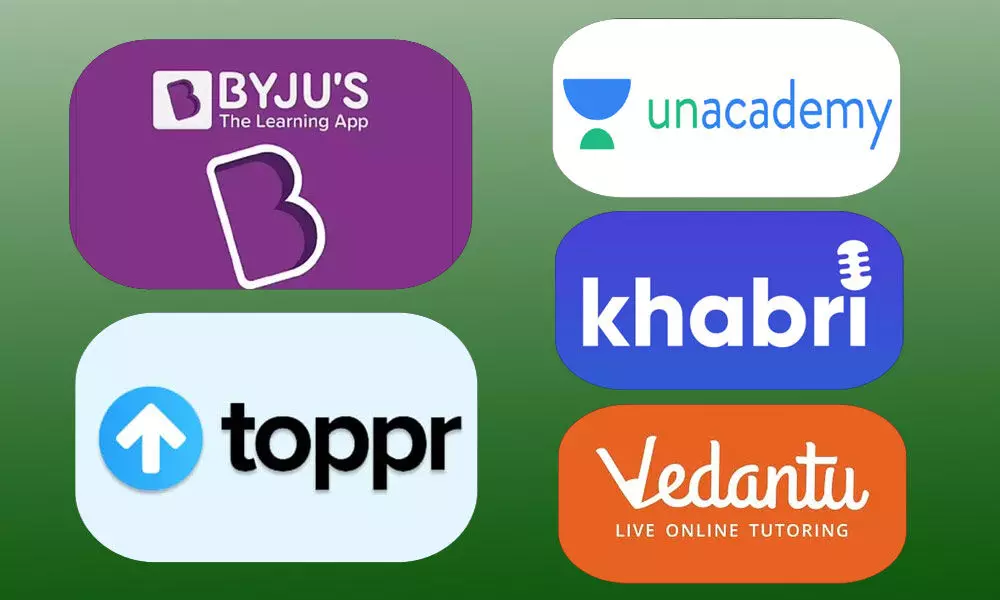 BYJU'S
The Learning App
unacademy
khabri
toppr
Vedantu
LIVE ONLINE TUTORING